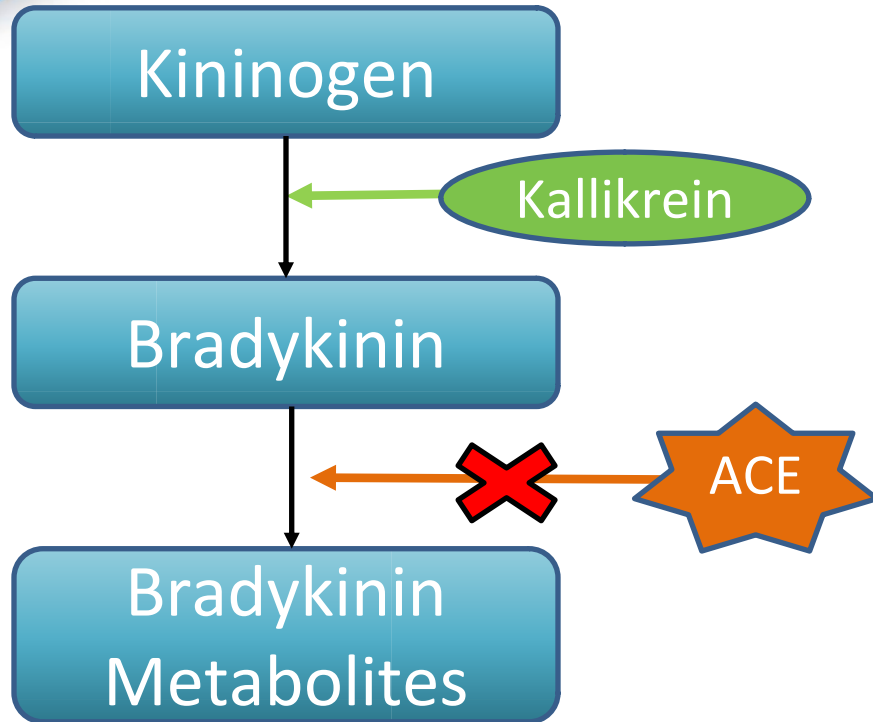 Kininogen
Kallikrein
Bradykinin
ACE
Bradykinin
Metabolites